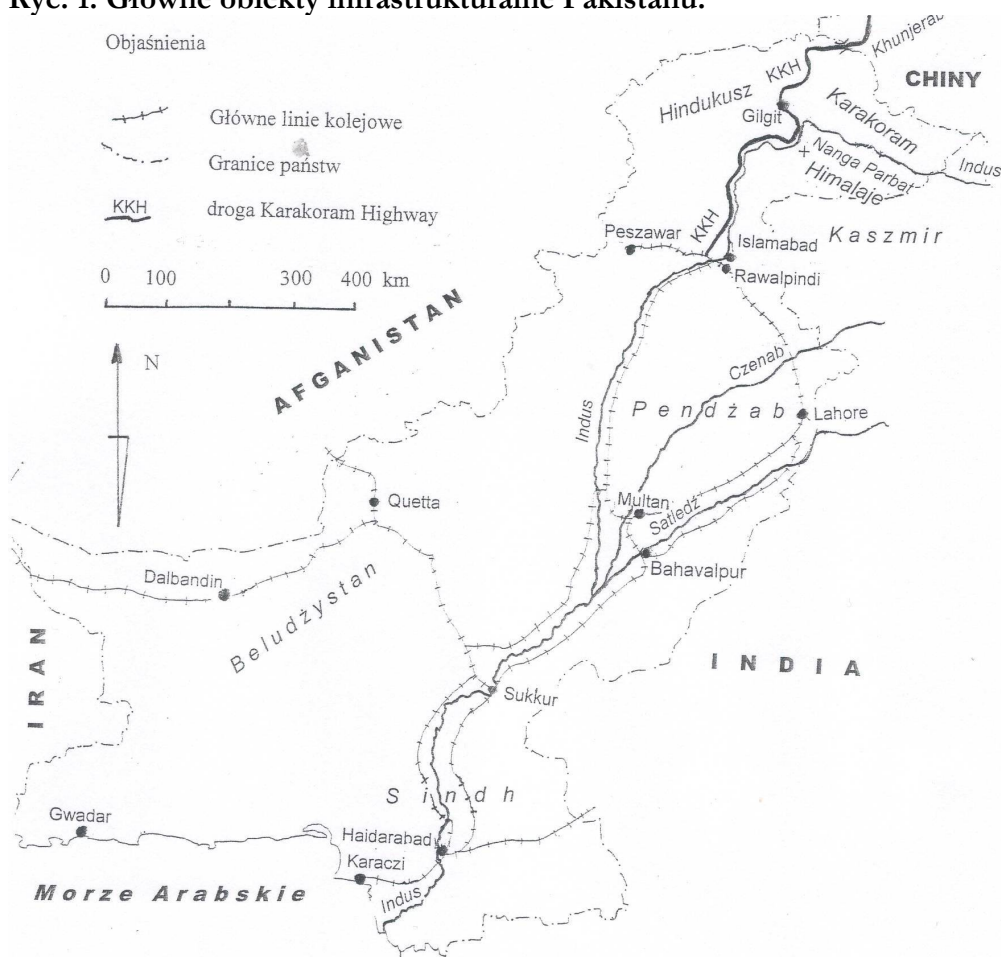 Ryc. 1. Główne obiekty infrastrukturalne Pakistanu.
Objaśnienia
Główne linie kolejowe
Granice państw
KKH droga Karakoram Highway
0 100 300 400 km
N
Khunjerab
CHINY
KKH
Hindukusz
Gilgit
Karakoram
Nanga Parbat
Indus
Himalaje
KKH
Peszawar
Islamabad
Kaszmir
Rawalpindi
AFGANISTAN
Czenab
Indus
Pendżab
Lahore
Quetta
Multan
Satledź
Bahavalpur
Dalbandin
Beludżystan
IRAN
INDIA
Sukkur
Sindh
Gwadar
Haidarabad
Karaczi
Morze Arabskie
Indus